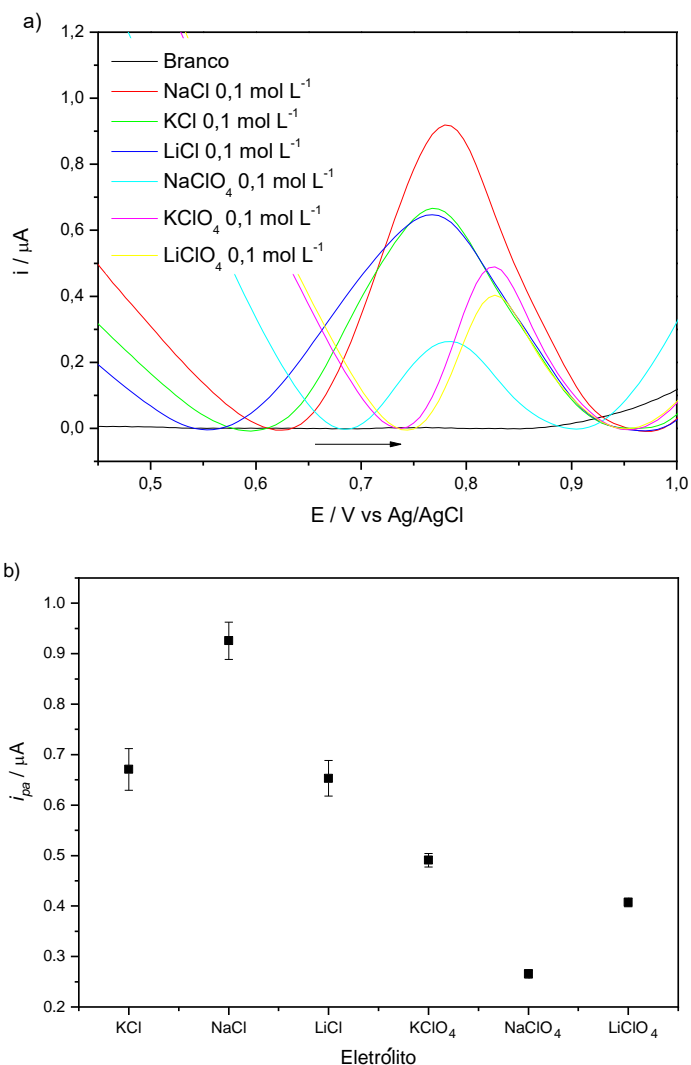 a)
1,2
1,0
0,8
0,6
0,4
0,2
0,0
i / μA
Branco
NaCl 0,1 mol L⁻¹
KCl 0,1 mol L⁻¹
LiCl 0,1 mol L⁻¹
NaClO₄ 0,1 mol L⁻¹
KClO₄ 0,1 mol L⁻¹
LiClO₄ 0,1 mol L⁻¹
0,5 0,6 0,7 0,8 0,9 1,0
E / V vs Ag/AgCl
b)
1.0
0.9
0.8
0.7
0.6
0.5
0.4
0.3
0.2
iₚₐ / μA
KCl NaCl LiCl KClO₄ NaClO₄ LiClO₄
Eletrólito